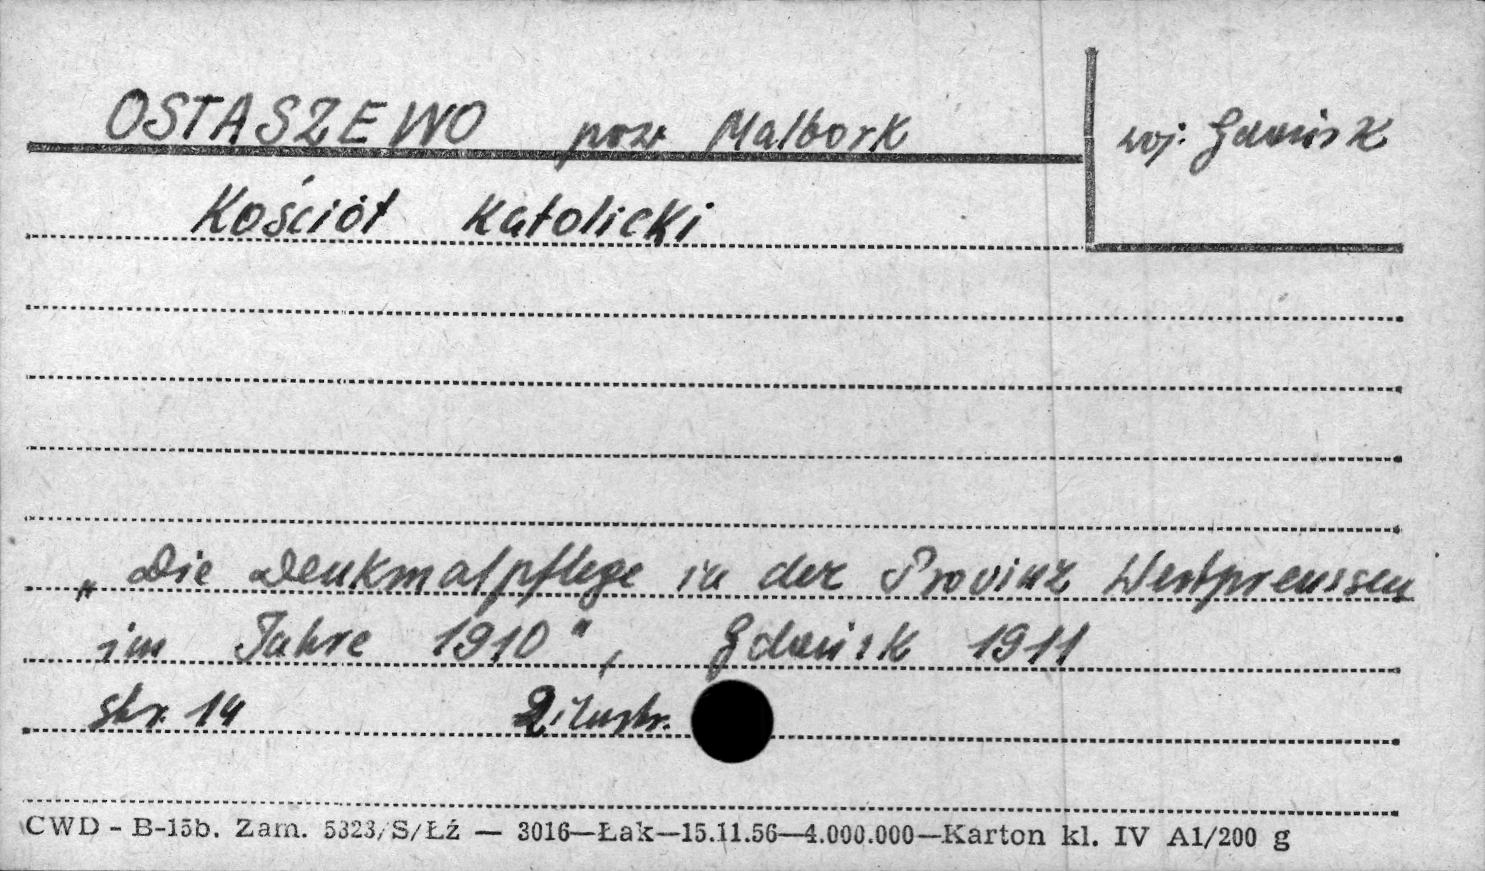 OSTASZEWO pow Malbork woj. Gdańsk
Kościół Katolicki
„Die Denkmalpflege in der Provinz Westpreussen
im Jahre 1910", Gdańsk 1911
str. 14 2 ilustr.
CWD - B-15b. Zam. 5323/S/Łź — 3016—Łak—15.11.56—4.000.000—Karton kl. IV A1/200 g